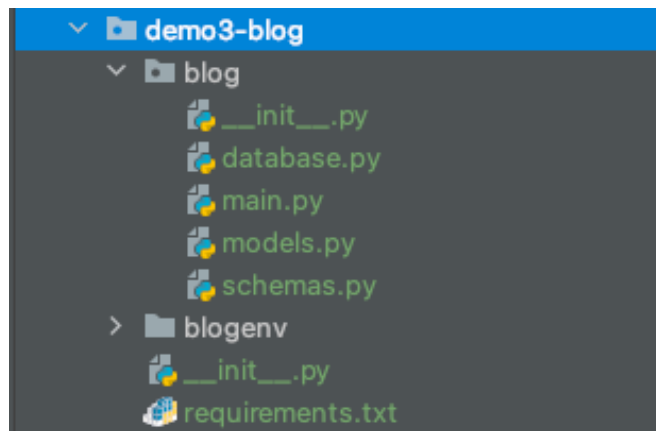 demo3-blog
blog
__init__.py
database.py
main.py
models.py
schemas.py
blogenv
__init__.py
requirements.txt